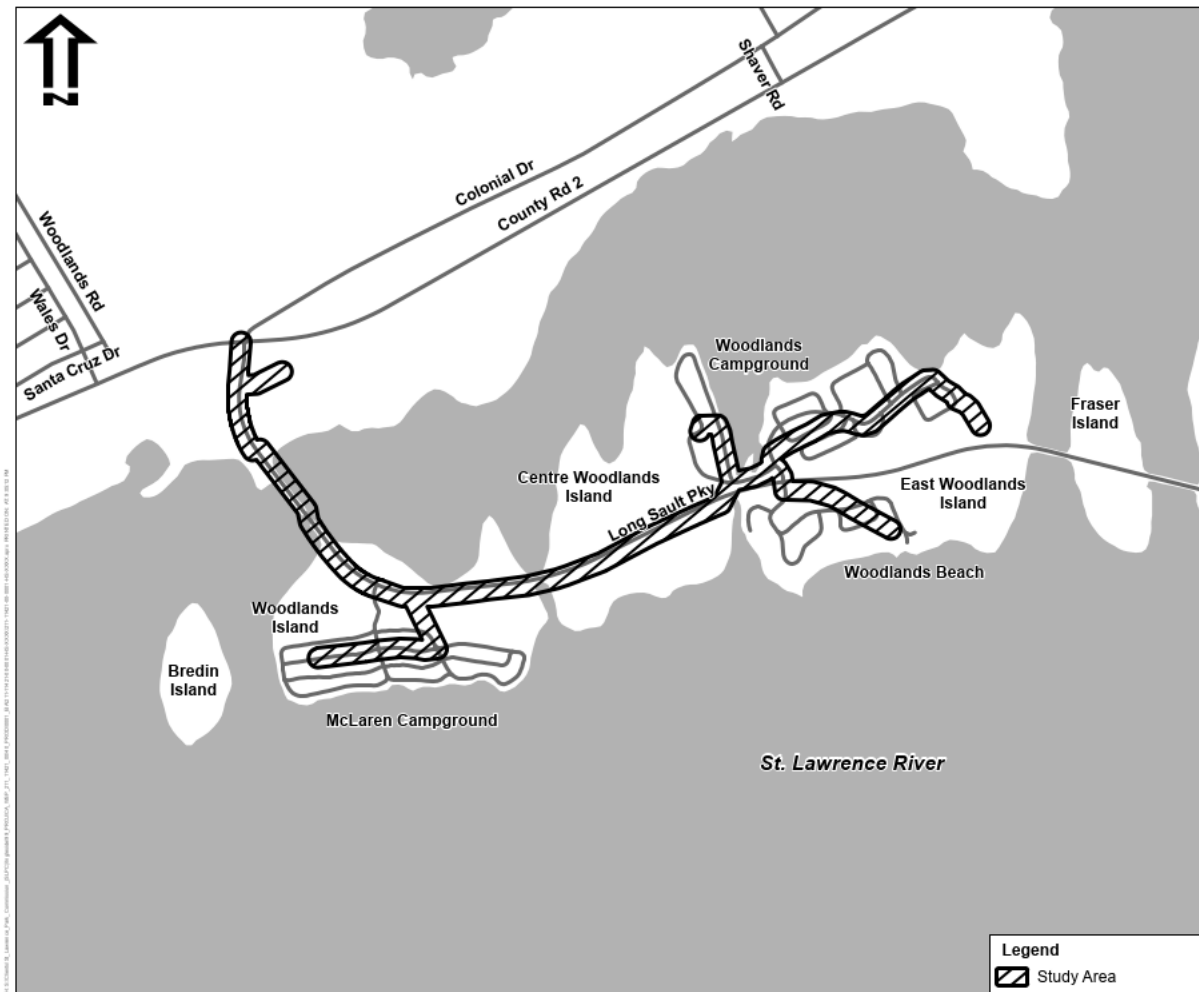 N
Shaver Rd
Colonial Dr
County Rd 2
Woodlands Rd
Wales Dr
Santa Cruz Dr
Woodlands
Campground
Fraser
Island
Centre Woodlands
Island
Long Sault Pky
East Woodlands
Island
Woodlands Beach
Woodlands
Island
Bredin
Island
McLaren Campground
St. Lawrence River
Legend
Study Area